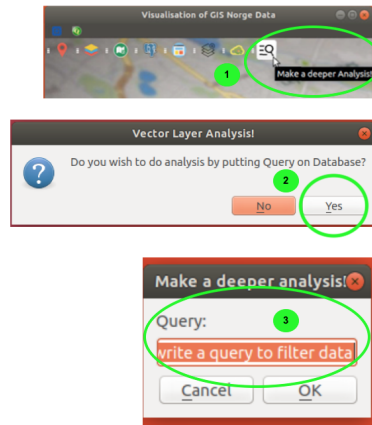 Visualisation of GIS Norge Data
1
Make a deeper Analysis!
Vector Layer Analysis!
Do you wish to do analysis by putting Query on Database?
2
No
Yes
Make a deeper analysis!
Query:
3
write a query to filter data
Cancel
OK